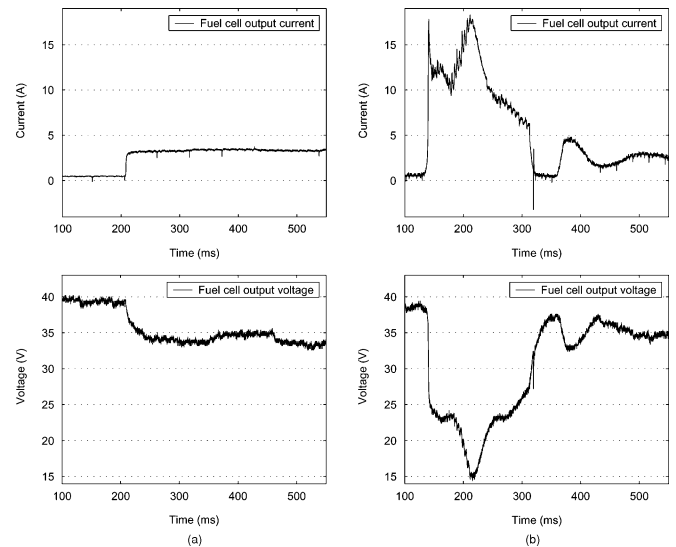 Fuel cell output current
Current (A)
15
10
5
0
100 200 300 400 500
Time (ms)
Fuel cell output current
Current (A)
15
10
5
0
100 200 300 400 500
Time (ms)
Fuel cell output voltage
Voltage (V)
40
35
30
25
20
15
100 200 300 400 500
Time (ms)
(a)
Fuel cell output voltage
Voltage (V)
40
35
30
25
20
15
100 200 300 400 500
Time (ms)
(b)